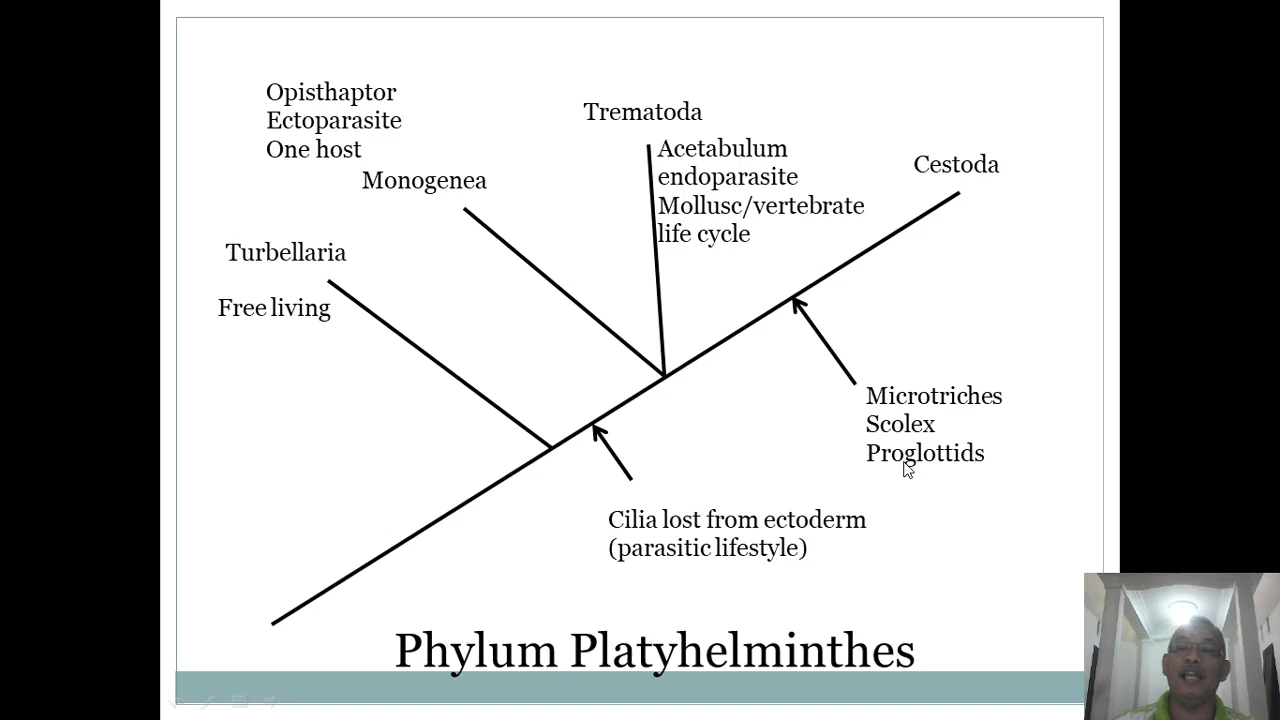 Opisthaptor
Ectoparasite
One host
Monogenea
Trematoda
Acetabulum
endoparasite
Mollusc/vertebrate
life cycle
Cestoda
Turbellaria
Free living
Microtriches
Scolex
Proglottids
Cilia lost from ectoderm
(parasitic lifestyle)
Phylum Platyhelminthes